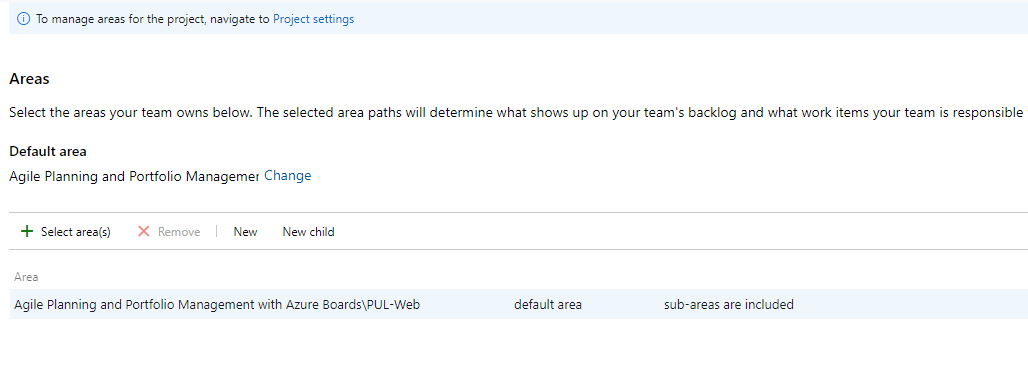 To manage areas for the project, navigate to Project settings
Areas
Select the areas your team owns below. The selected area paths will determine what shows up on your team's backlog and what work items your team is responsible
Default area
Agile Planning and Portfolio Managemer Change
Select area(s) Remove New New child
Area
Agile Planning and Portfolio Management with Azure Boards\PUL-Web default area sub-areas are included